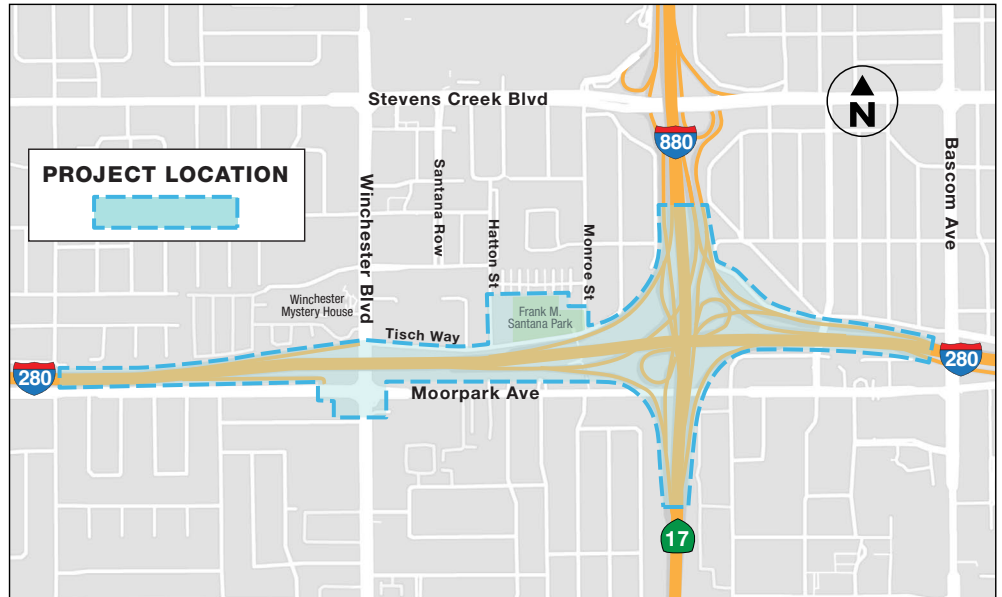 Stevens Creek Blvd
N
880
PROJECT LOCATION
Winchester Blvd
Santana Row
Hatton St
Monroe St
Bascom Ave
Winchester
Mystery House
Frank M.
Santana Park
Tisch Way
280
280
Moorpark Ave
17